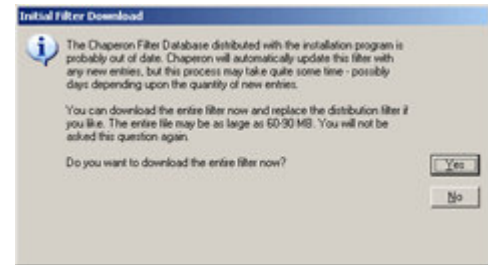 Initial Filter Download
The Chaperon Filter Database distributed with the installation program is
probably out of date. Chaperon will automatically update this filter with
any new entries, but this process may take quite some time - possibly
days depending upon the quantity of new entries.
You can download the entire filter now and replace the distribution filter if
you like. The entire file may be as large as 60-90 MB. You will not be
asked this question again.
Do you want to download the entire filter now?
Yes
No